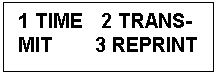 1 TIME 2 TRANS-
MIT 3 REPRINT